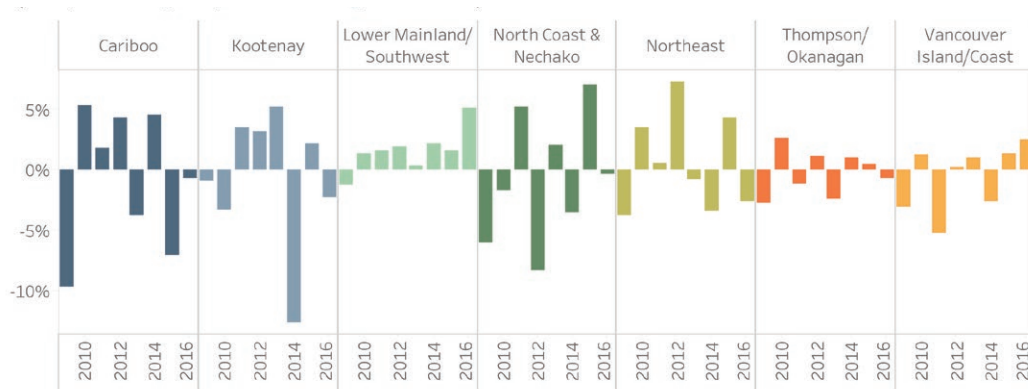 Cariboo
Kootenay
Lower Mainland/
Southwest
North Coast &
Nechako
Northeast
Thompson/
Okanagan
Vancouver
Island/Coast
5%
0%
-5%
-10%
2010 2012 2014 2016 2010 2012 2014 2016 2010 2012 2014 2016 2010 2012 2014 2016 2010 2012 2014 2016 2010 2012 2014 2016 2010 2012 2014 2016